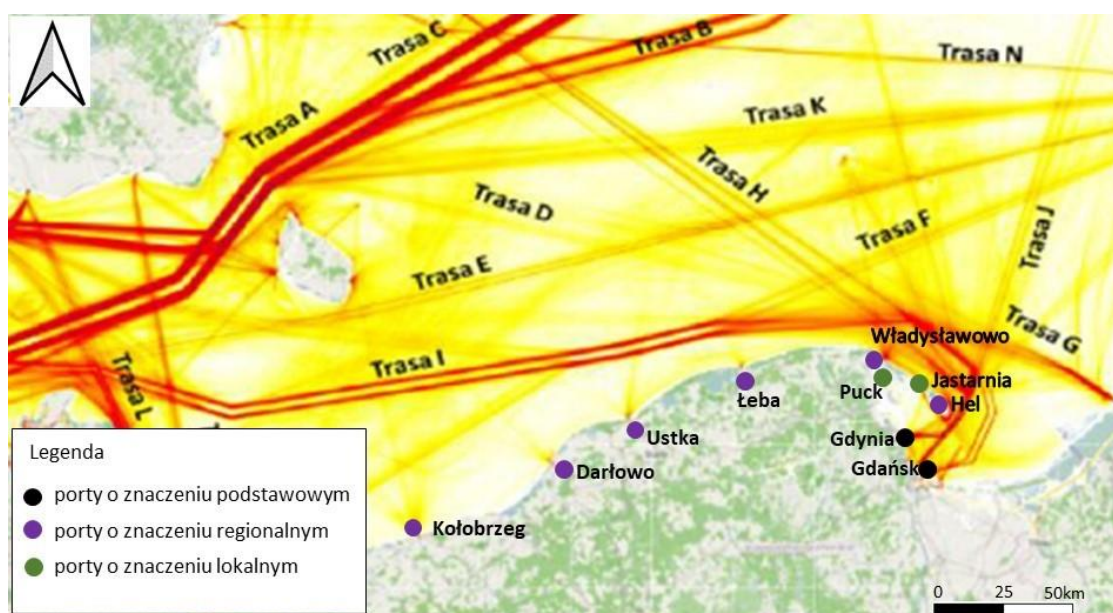 Trasa C
Trasa B
Trasa N
Trasa A
Trasa K
Trasa H
Trasa D
Trasa F
Trasa J
Trasa E
Trasa G
Trasa I
Trasa L
Władysławowo
Puck
Jastarnia
Łeba
Hel
Ustka
Gdynia
Darłowo
Gdańsk
Kołobrzeg
Legenda
porty o znaczeniu podstawowym
porty o znaczeniu regionalnym
porty o znaczeniu lokalnym
0 25 50km